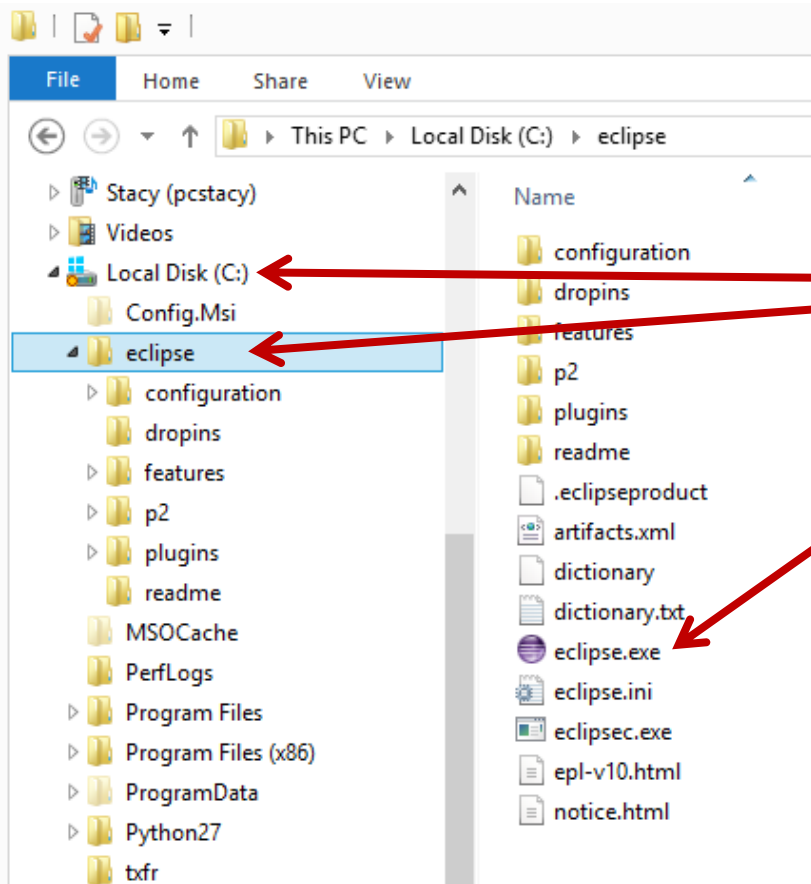 File Home Share View
This PC Local Disk (C:) eclipse
Stacy (pcstacy)
Videos
Local Disk (C:)
Config.Msi
eclipse
configuration
dropins
features
p2
plugins
readme
MSOCache
PerfLogs
Program Files
Program Files (x86)
ProgramData
Python27
txfr
Name
configuration
dropins
features
p2
plugins
readme
.eclipseproduct
artifacts.xml
dictionary
dictionary.txt
eclipse.exe
eclipse.ini
eclipsec.exe
epl-v10.html
notice.html